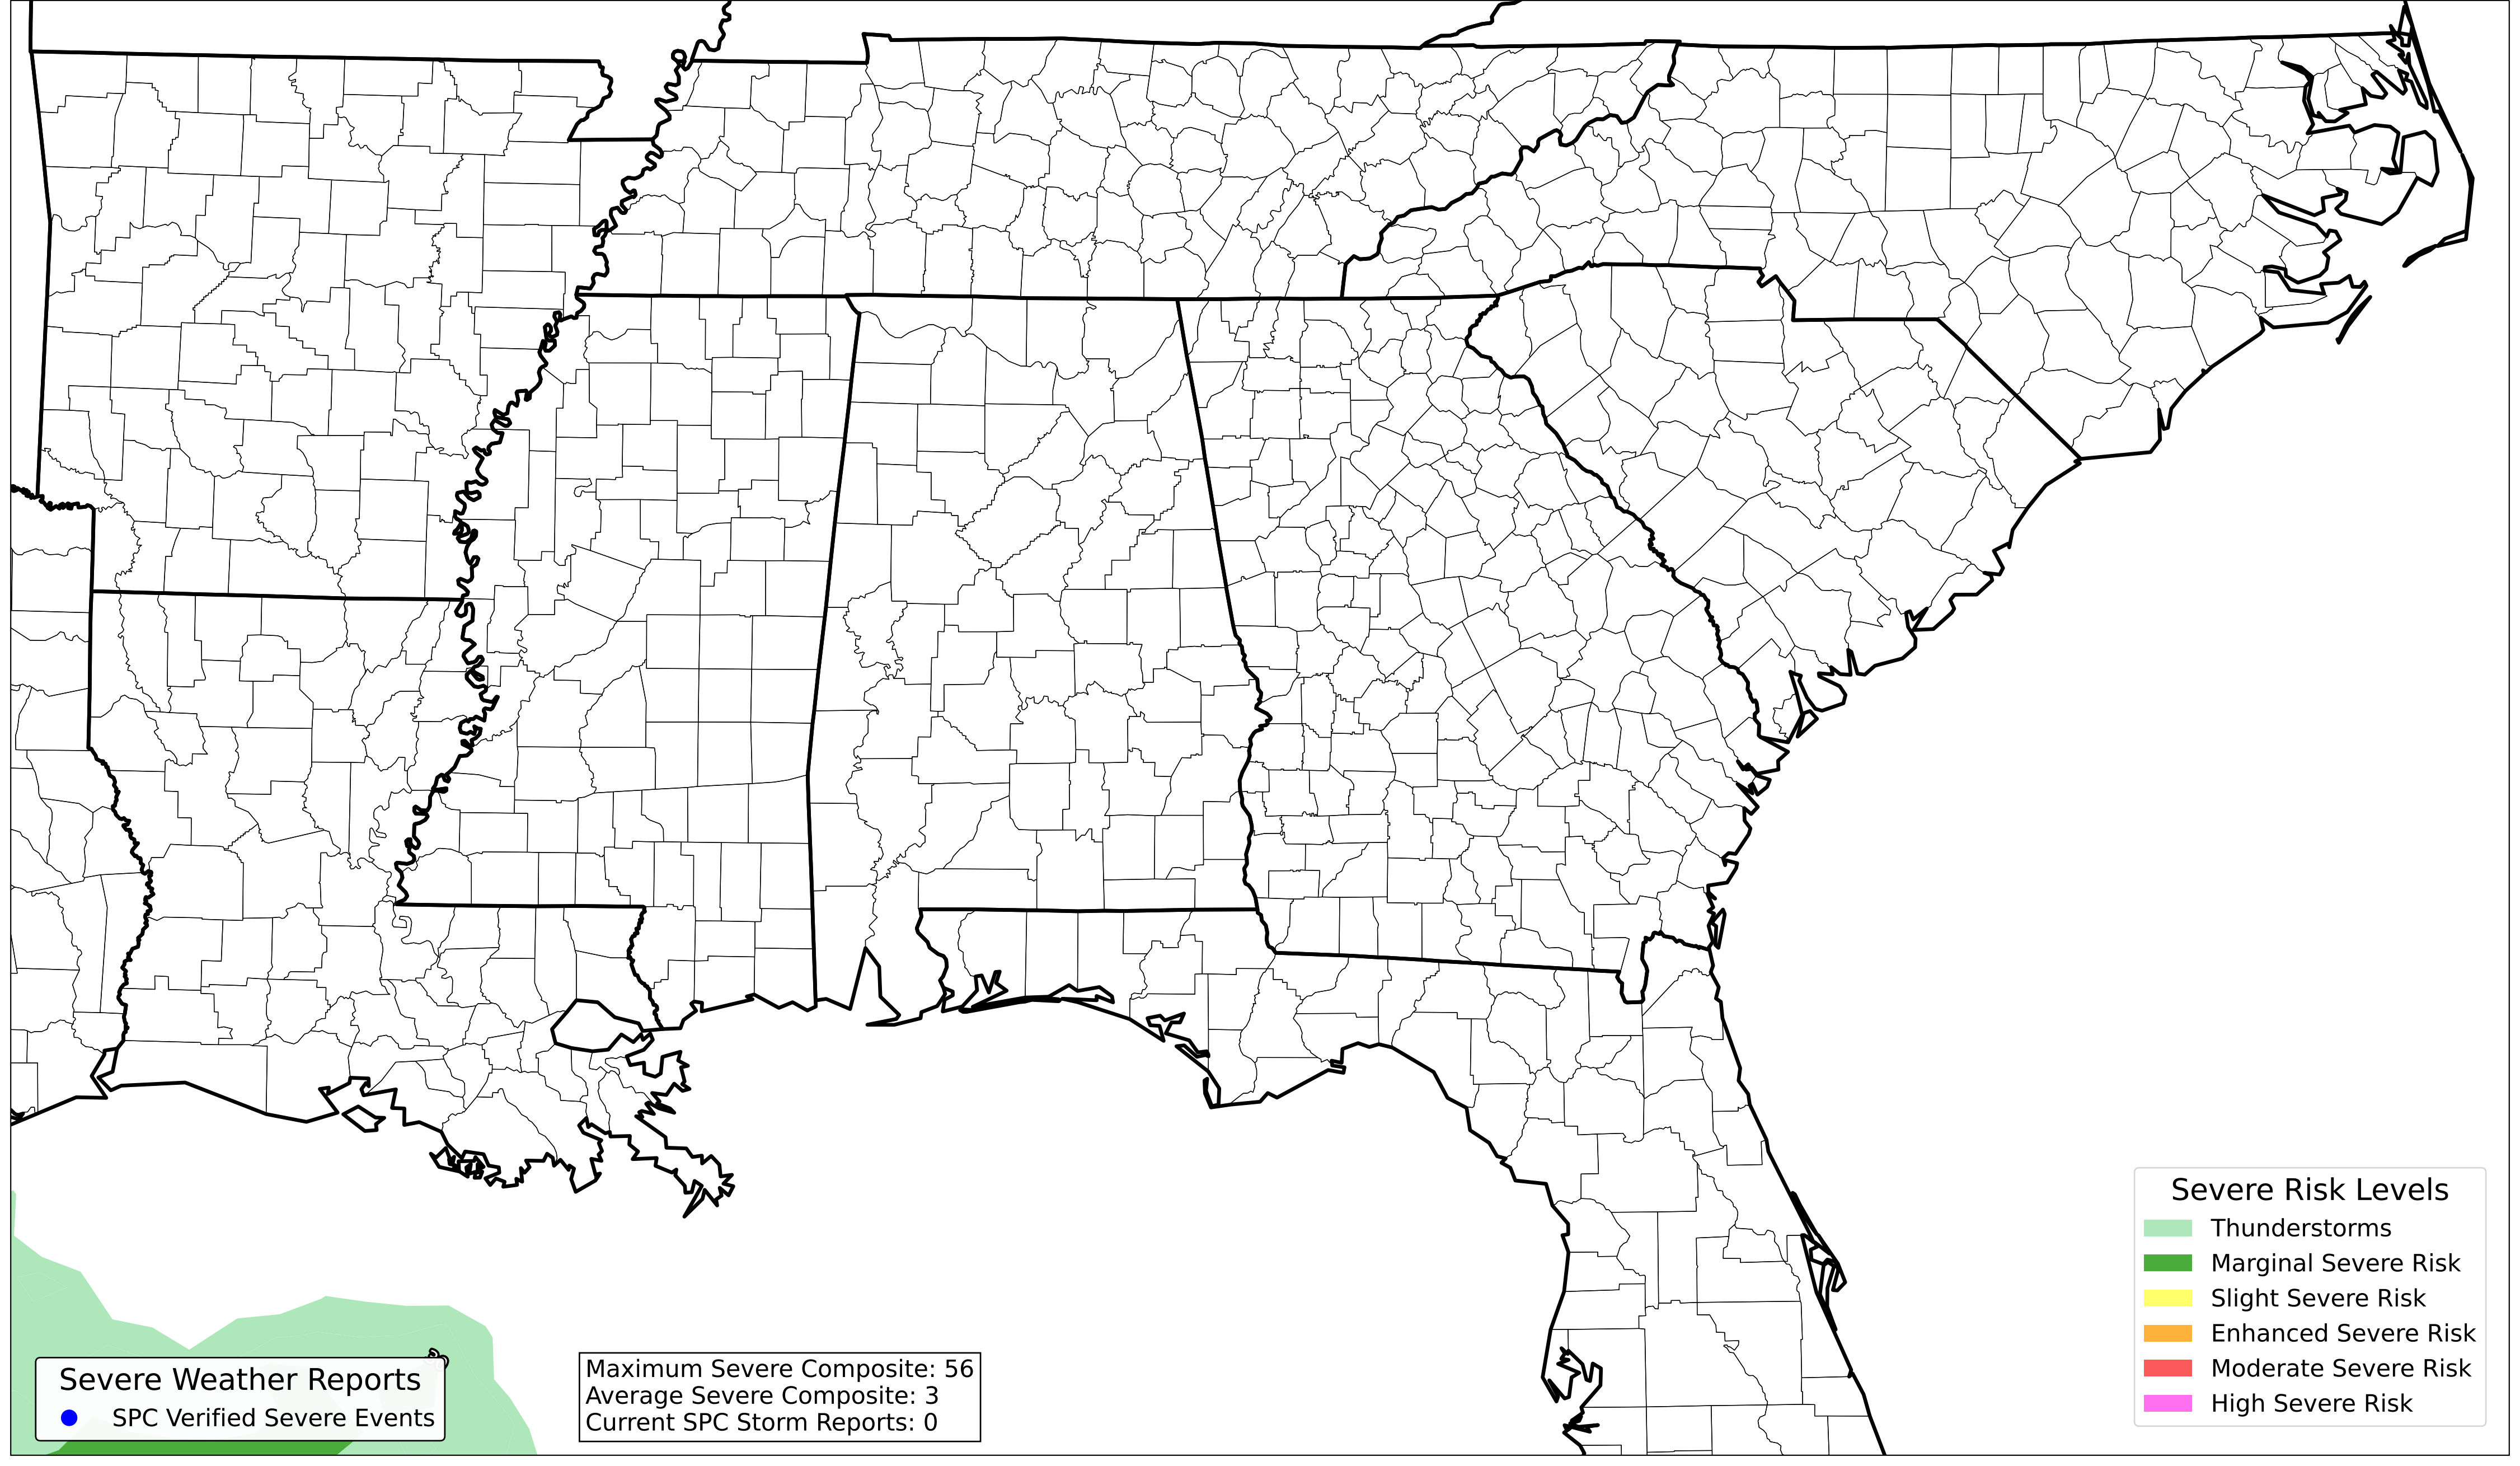 Severe Weather Reports
SPC Verified Severe Events
Maximum Severe Composite: 56
Average Severe Composite: 3
Current SPC Storm Reports: 0
Severe Risk Levels
Thunderstorms
Marginal Severe Risk
Slight Severe Risk
Enhanced Severe Risk
Moderate Severe Risk
High Severe Risk